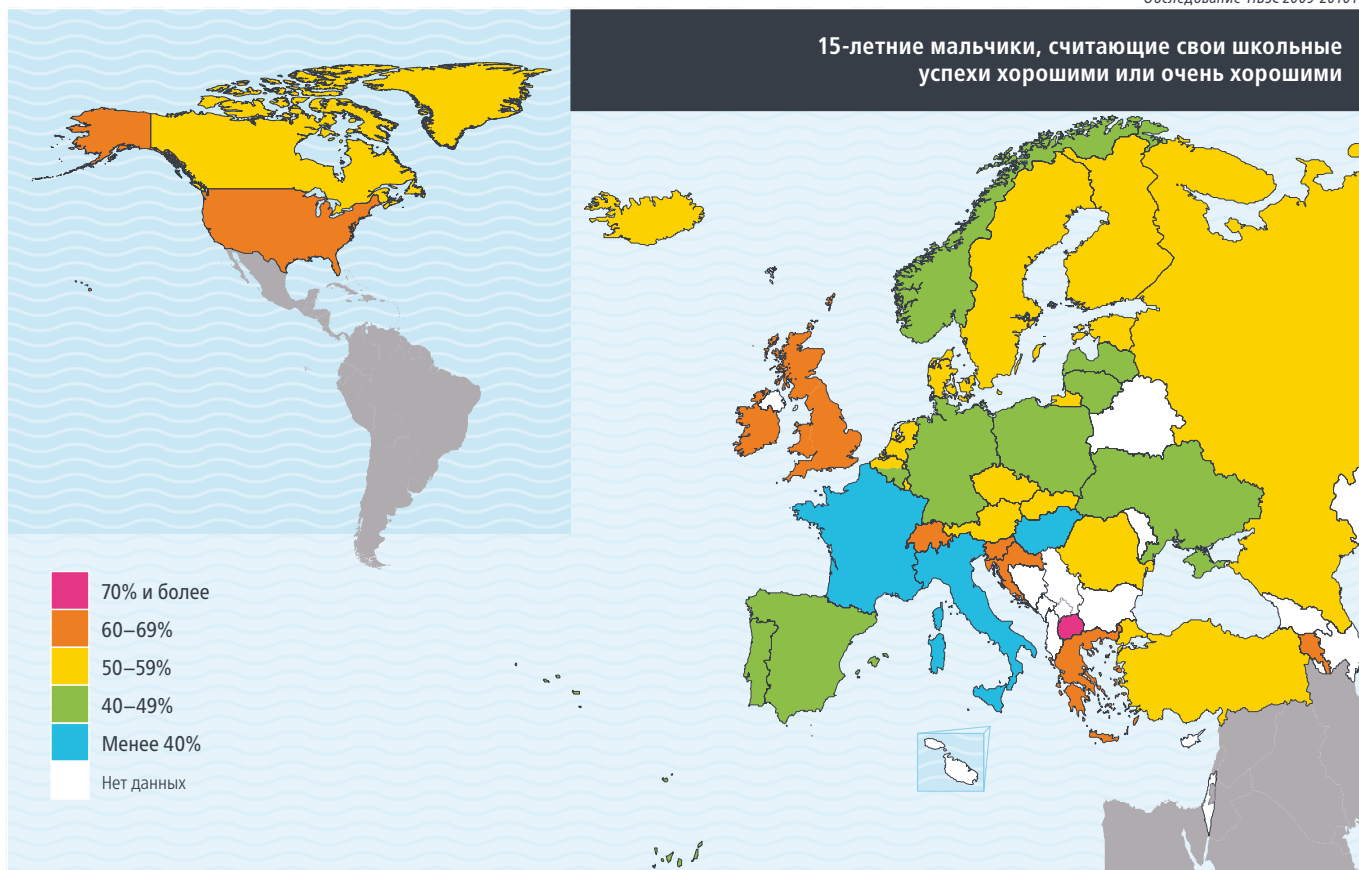 15-летние мальчики, считающие свои школьные
успехи хорошими или очень хорошими
70% и более
60–69%
50–59%
40–49%
Менее 40%
Нет данных